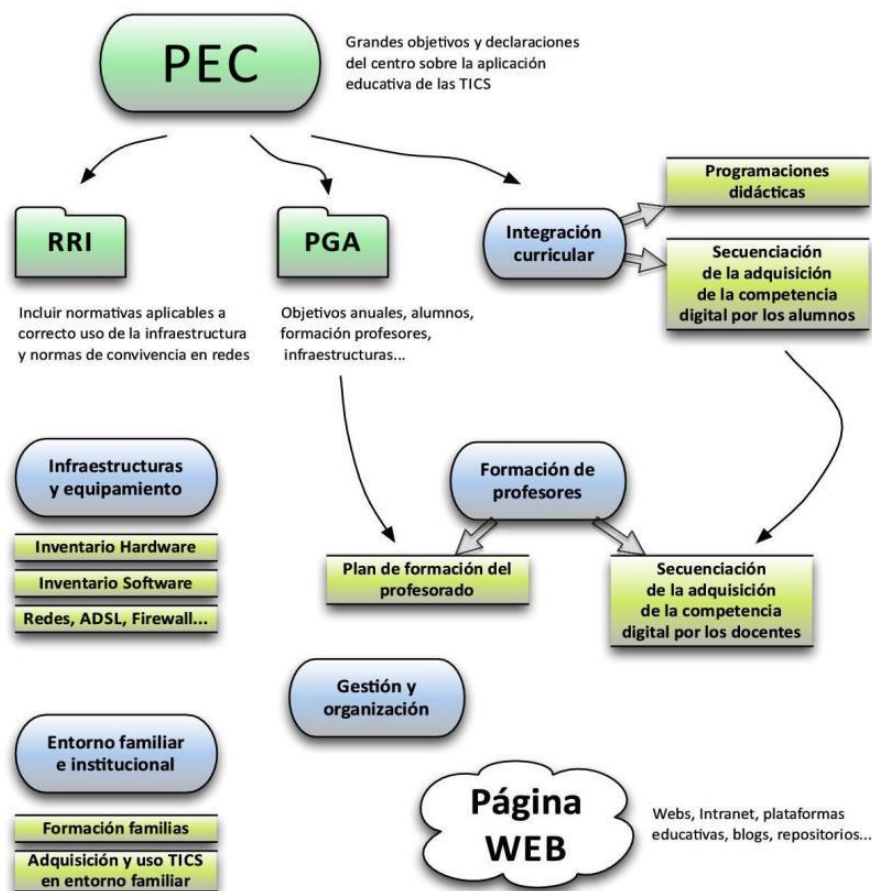 PEC
Grandes objetivos y declaraciones
del centro sobre la aplicación
educativa de las TICS
RRI
PGA
Integración
curricular
Programaciones
didácticas
Secuenciación
de la adquisición
de la competencia
digital por los alumnos
Incluir normativas aplicables a
correcto uso de la infraestructura
y normas de convivencia en redes
Objetivos anuales, alumnos,
formación profesores,
infraestructuras...
Infraestructuras
y equipamiento
Inventario Hardware
Inventario Software
Redes, ADSL, Firewall...
Formación de
profesores
Plan de formación del
profesorado
Secuenciación
de la adquisición
de la competencia
digital por los docentes
Gestión y
organización
Entorno familiar
e institucional
Formación familias
Adquisición y uso TICS
en entorno familiar
Página
WEB
Webs, Intranet, plataformas
educativas, blogs, repositorios...